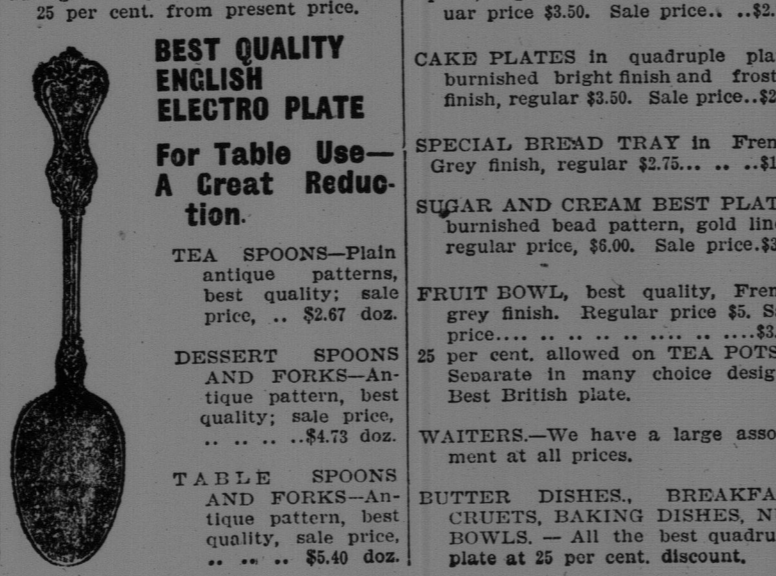 25 per cent. from present price.
BEST QUALITY
ENGLISH
ELECTRO PLATE
For Table Use—
A Great Reduc-
tion.
TEA SPOONS—Plain
antique patterns,
best quality; sale
price, .. $2.67 doz.
DESSERT SPOONS
AND FORKS—An-
tique pattern, best
quality; sale price,
.. .. .. ..$4.73 doz.
TABLE SPOONS
AND FORKS—An-
tique pattern, best
quality, sale price,
.. .. .. $5.40 doz.
uar price $3.50. Sale price.. ..$2.
CAKE PLATES in quadruple pla
burnished bright finish and frost
finish, regular $3.50. Sale price..$2
SPECIAL BREAD TRAY in Fren
Grey finish, regular $2.75... .. ..$1
SUGAR AND CREAM BEST PLAT
burnished bead pattern, gold lin
regular price, $6.00. Sale price.$3
FRUIT BOWL, best quality, Fren
grey finish. Regular price $5. S
price.... .. .. .. .. .... .. ....$3.
25 per cent. allowed on TEA POTS
Separate in many choice desig
Best British plate.
WAITERS.—We have a large asso
ment at all prices.
BUTTER DISHES., BREAKFA
CRUETS, BAKING DISHES, N
BOWLS. — All the best quadru
plate at 25 per cent. discount.